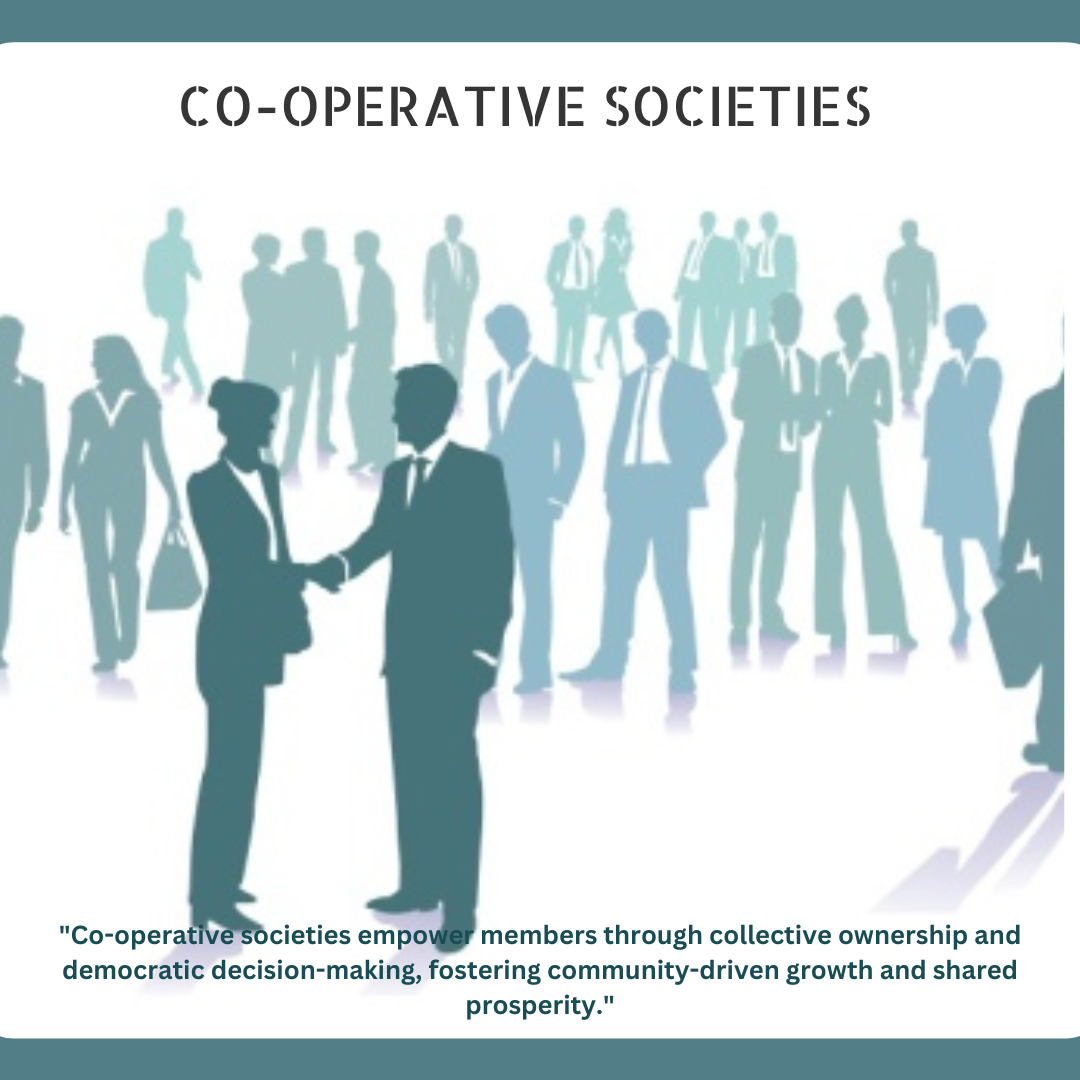 CO-OPERATIVE SOCIETIES
"Co-operative societies empower members through collective ownership and
democratic decision-making, fostering community-driven growth and shared
prosperity."